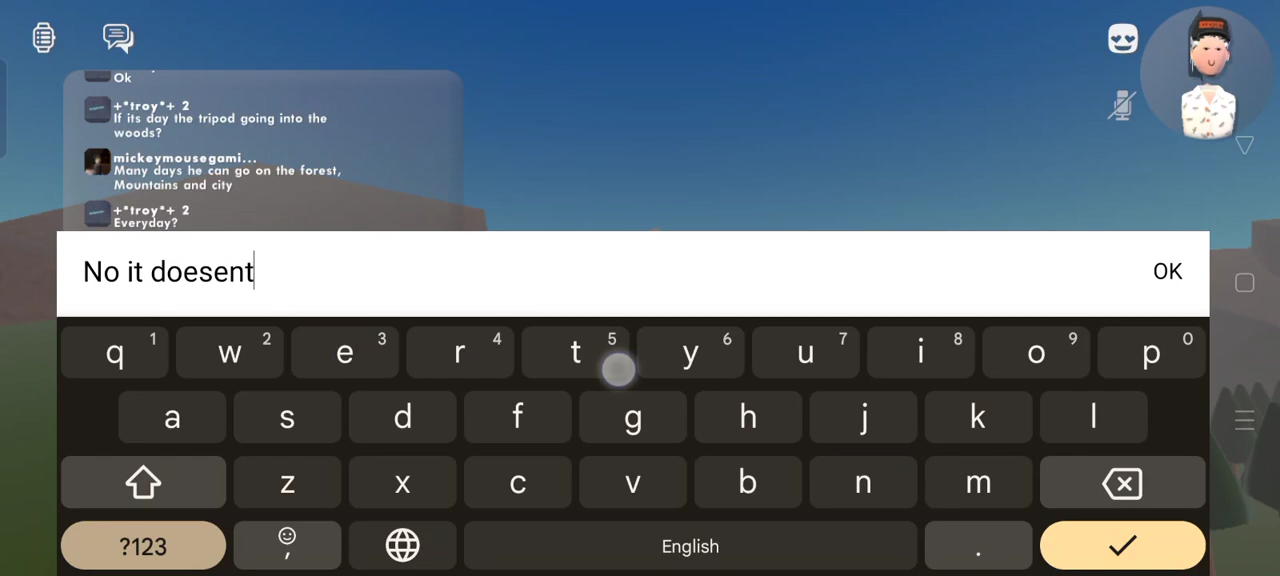 Ok
+*troy*+ 2
If its day the tripod going into the
woods?
mickeymousegami...
Many days he can go on the forest,
Mountains and city
+*troy*+ 2
Everyday?
No it doesent
OK
q 1 w 2 e 3 r 4 t 5 y 6 u 7 i 8 o 9 p 0
a s d f g h j k l
z x c v b n m
?123 , English .